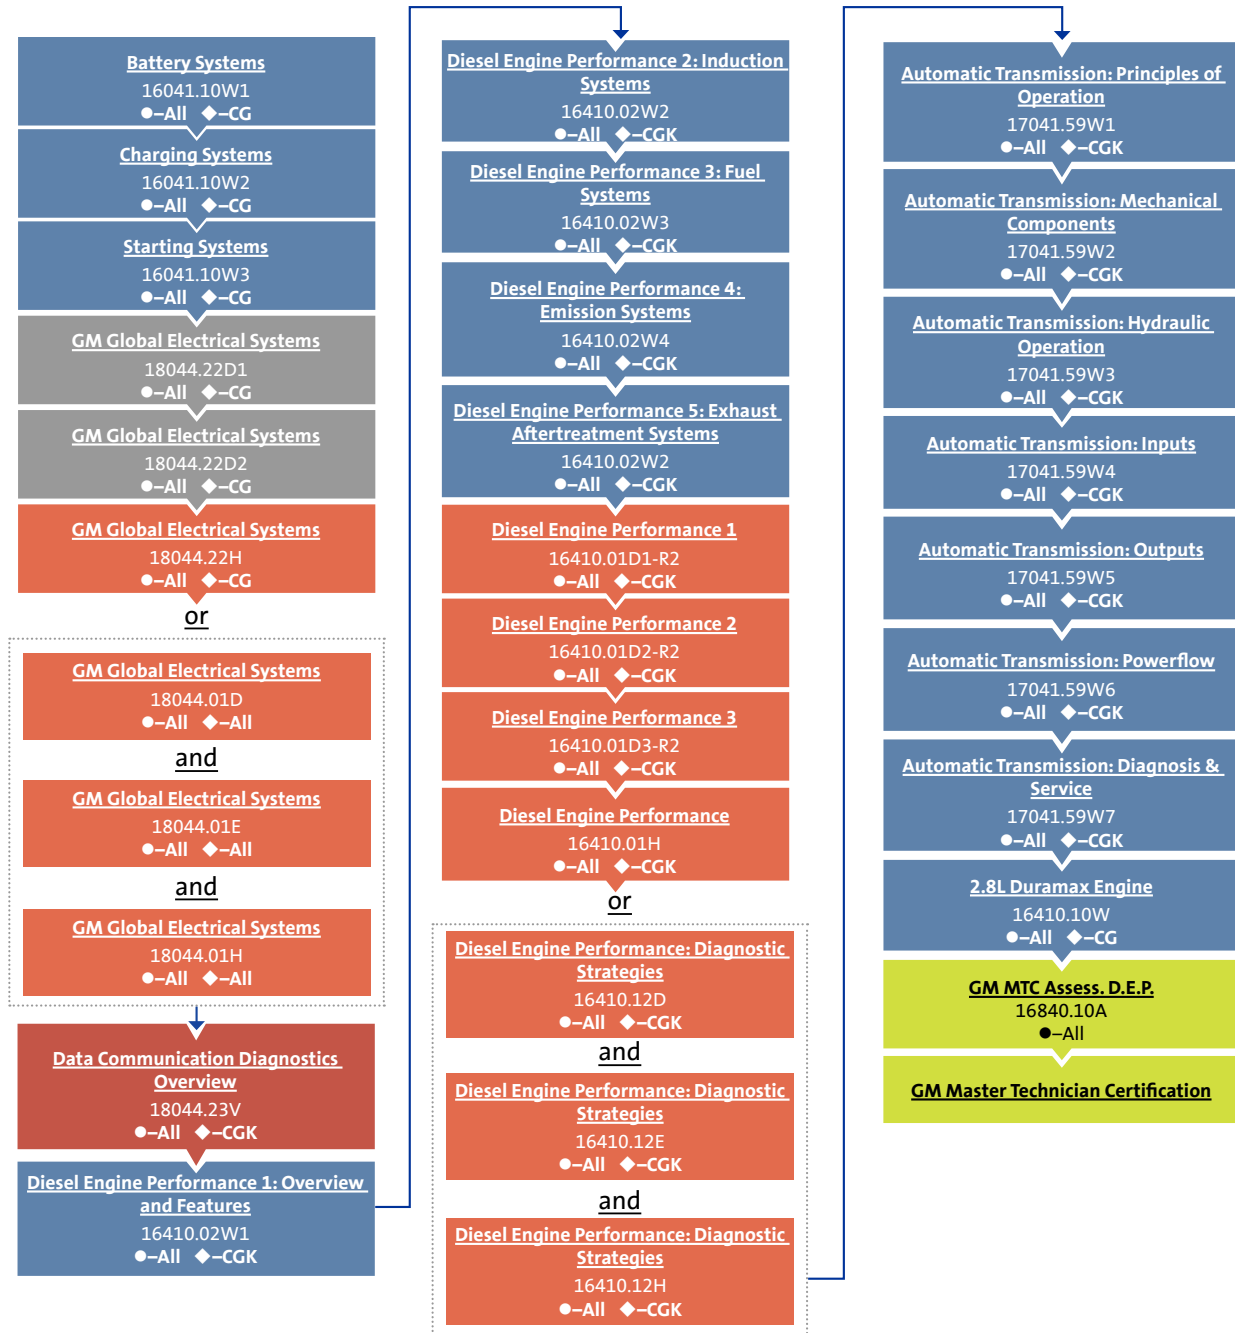 Battery Systems
16041.10W1
●–All ◆–CG
Charging Systems
16041.10W2
●–All ◆–CG
Starting Systems
16041.10W3
●–All ◆–CG
GM Global Electrical Systems
18044.22D1
●–All ◆–CG
GM Global Electrical Systems
18044.22D2
●–All ◆–CG
GM Global Electrical Systems
18044.22H
●–All ◆–CG
or
GM Global Electrical Systems
18044.01D
●–All ◆–All
and
GM Global Electrical Systems
18044.01E
●–All ◆–All
and
GM Global Electrical Systems
18044.01H
●–All ◆–All
Data Communication Diagnostics
Overview
18044.23V
●–All ◆–CGK
Diesel Engine Performance 1: Overview
and Features
16410.02W1
●–All ◆–CGK
Diesel Engine Performance 2: Induction
Systems
16410.02W2
●–All ◆–CGK
Diesel Engine Performance 3: Fuel
Systems
16410.02W3
●–All ◆–CGK
Diesel Engine Performance 4:
Emission Systems
16410.02W4
●–All ◆–CGK
Diesel Engine Performance 5: Exhaust
Aftertreatment Systems
16410.02W2
●–All ◆–CGK
Diesel Engine Performance 1
16410.01D1-R2
●–All ◆–CGK
Diesel Engine Performance 2
16410.01D2-R2
●–All ◆–CGK
Diesel Engine Performance 3
16410.01D3-R2
●–All ◆–CGK
Diesel Engine Performance
16410.01H
●–All ◆–CGK
or
Diesel Engine Performance: Diagnostic
Strategies
16410.12D
●–All ◆–CGK
and
Diesel Engine Performance: Diagnostic
Strategies
16410.12E
●–All ◆–CGK
and
Diesel Engine Performance: Diagnostic
Strategies
16410.12H
●–All ◆–CGK
Automatic Transmission: Principles of
Operation
17041.59W1
●–All ◆–CGK
Automatic Transmission: Mechanical
Components
17041.59W2
●–All ◆–CGK
Automatic Transmission: Hydraulic
Operation
17041.59W3
●–All ◆–CGK
Automatic Transmission: Inputs
17041.59W4
●–All ◆–CGK
Automatic Transmission: Outputs
17041.59W5
●–All ◆–CGK
Automatic Transmission: Powerflow
17041.59W6
●–All ◆–CGK
Automatic Transmission: Diagnosis &
Service
17041.59W7
●–All ◆–CGK
2.8L Duramax Engine
16410.10W
●–All ◆–CG
GM MTC Assess. D.E.P.
16840.10A
●–All
GM Master Technician Certification